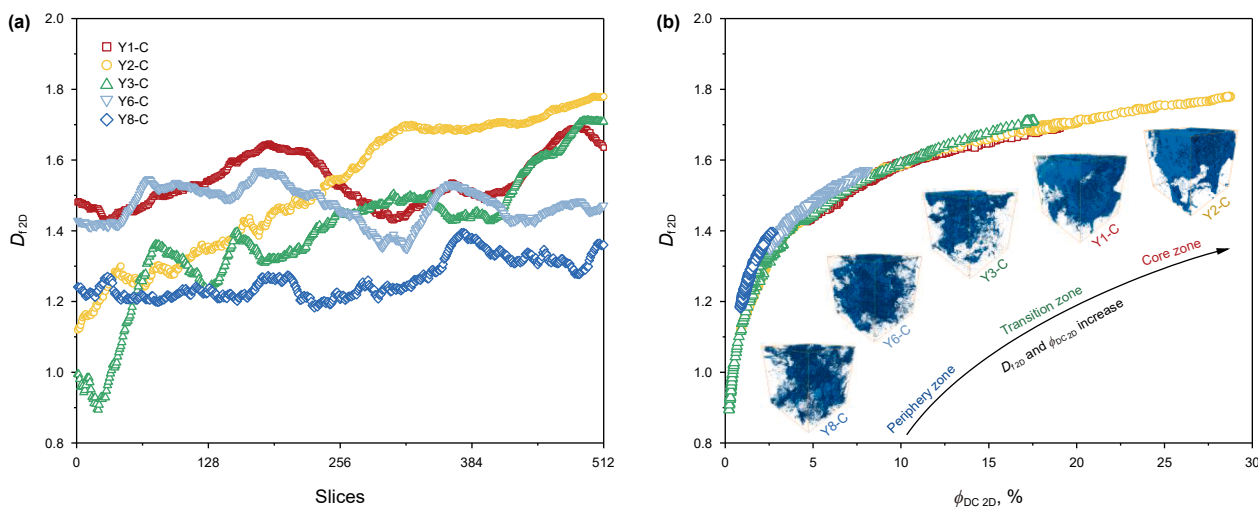 (a)
2.0
1.8
1.6
1.4
1.2
1.0
0.8
D12D
Y1-C
Y2-C
Y3-C
Y6-C
Y8-C
0
128
256
384
512
Slices
(b)
2.0
1.8
1.6
1.4
1.2
1.0
0.8
D12D
Y2-C
Y1-C
Y3-C
Y6-C
Y8-C
Core zone
Transition zone
Periphery zone
D12D and ϕDC 2D increase
0
5
10
15
20
25
30
ϕDC 2D, %